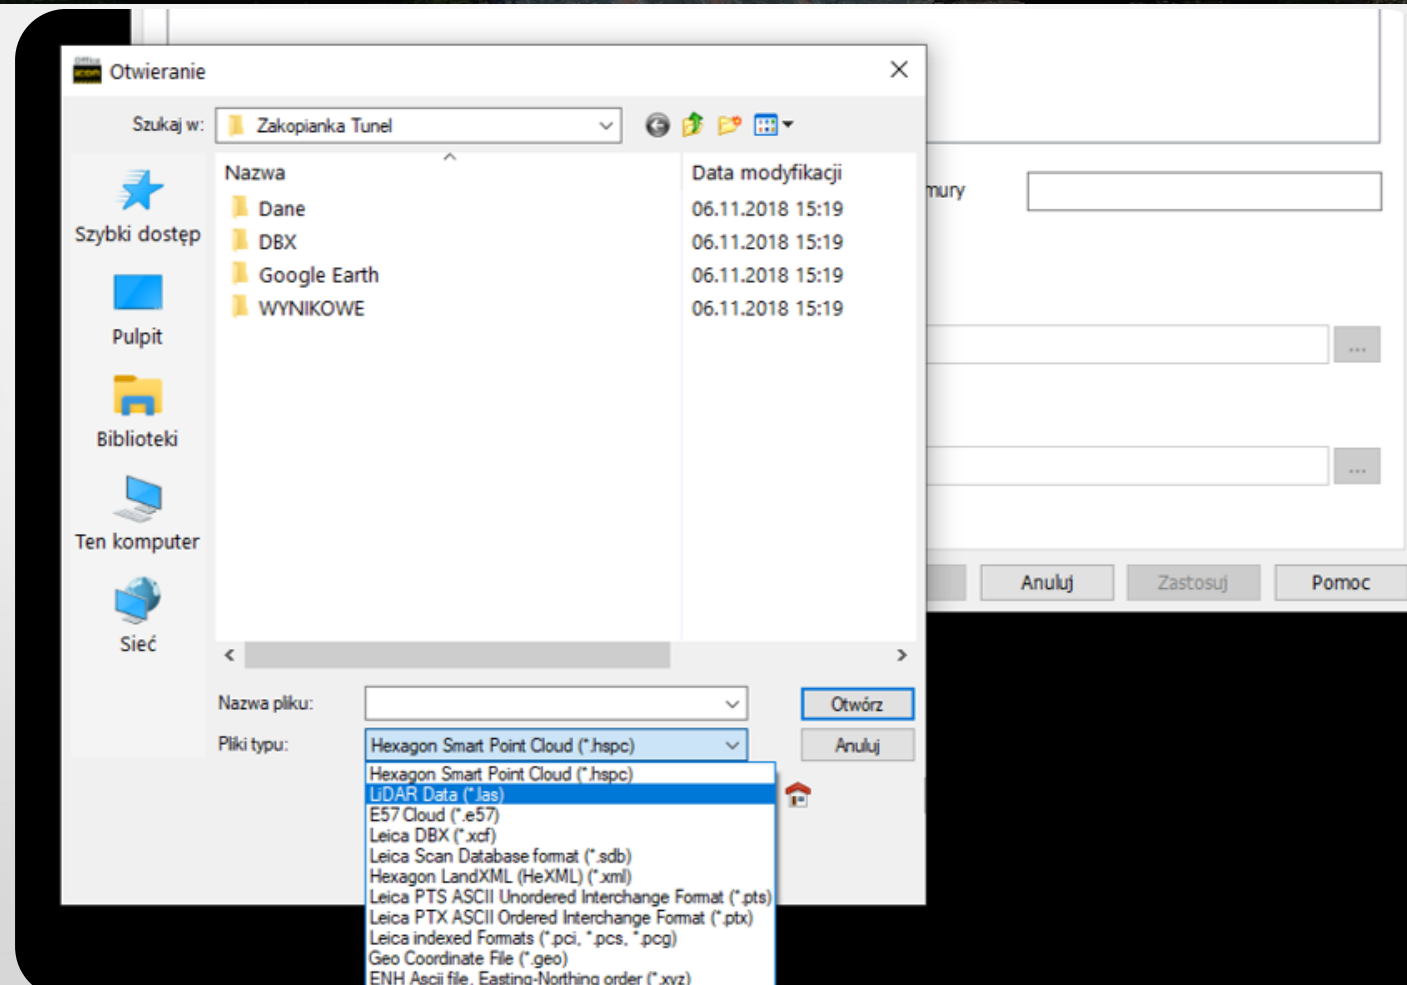 Office
icon
Otwieranie
Szukaj w:
Zakopianka Tunel
Nazwa
Data modyfikacji
Dane
06.11.2018 15:19
DBX
06.11.2018 15:19
Google Earth
06.11.2018 15:19
WYNIKOWE
06.11.2018 15:19
Szybki dostęp
Pulpit
Biblioteki
Ten komputer
Sieć
Nazwa pliku:
Otwórz
Pliki typu:
Hexagon Smart Point Cloud (*.hspc)
Anuluj
Hexagon Smart Point Cloud (*.hspc)
LiDAR Data (*.las)
E57 Cloud (*.e57)
Leica DBX (*.xcf)
Leica Scan Database format (*.sdb)
Hexagon LandXML (HeXML) (*.xml)
Leica PTS ASCII Unordered Interchange Format (*.pts)
Leica PTX ASCII Ordered Interchange Format (*.ptx)
Leica indexed Formats (*.pci, *.pcs, *.pcg)
Geo Coordinate File (*.geo)
ENH Ascii file, Easting-Northing order (*.xyz)
mury
...
...
Anuluj
Zastosuj
Pomoc